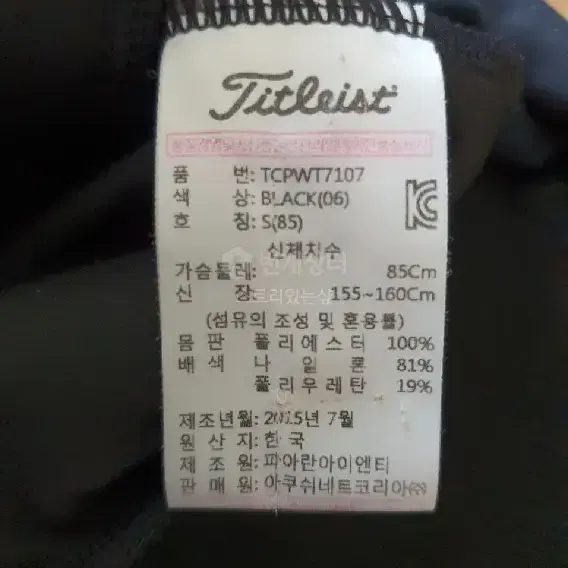 Titleist
품 번: TCPWT7107
색 상: BLACK(06)
호 칭: S(85)
신체치수
가슴둘레: 85Cm
신 장: 155~160Cm
(섬유의 조성 및 혼용률)
몸 판 폴리에스터 100%
배색 나 일 론 81%
폴리우레탄 19%
제조년월: 2015년 7월
원 산 지: 한 국
제 조 원: 파아란아이엔티
판 매 원: 아쿠쉬네트코리아㈜
번개장터